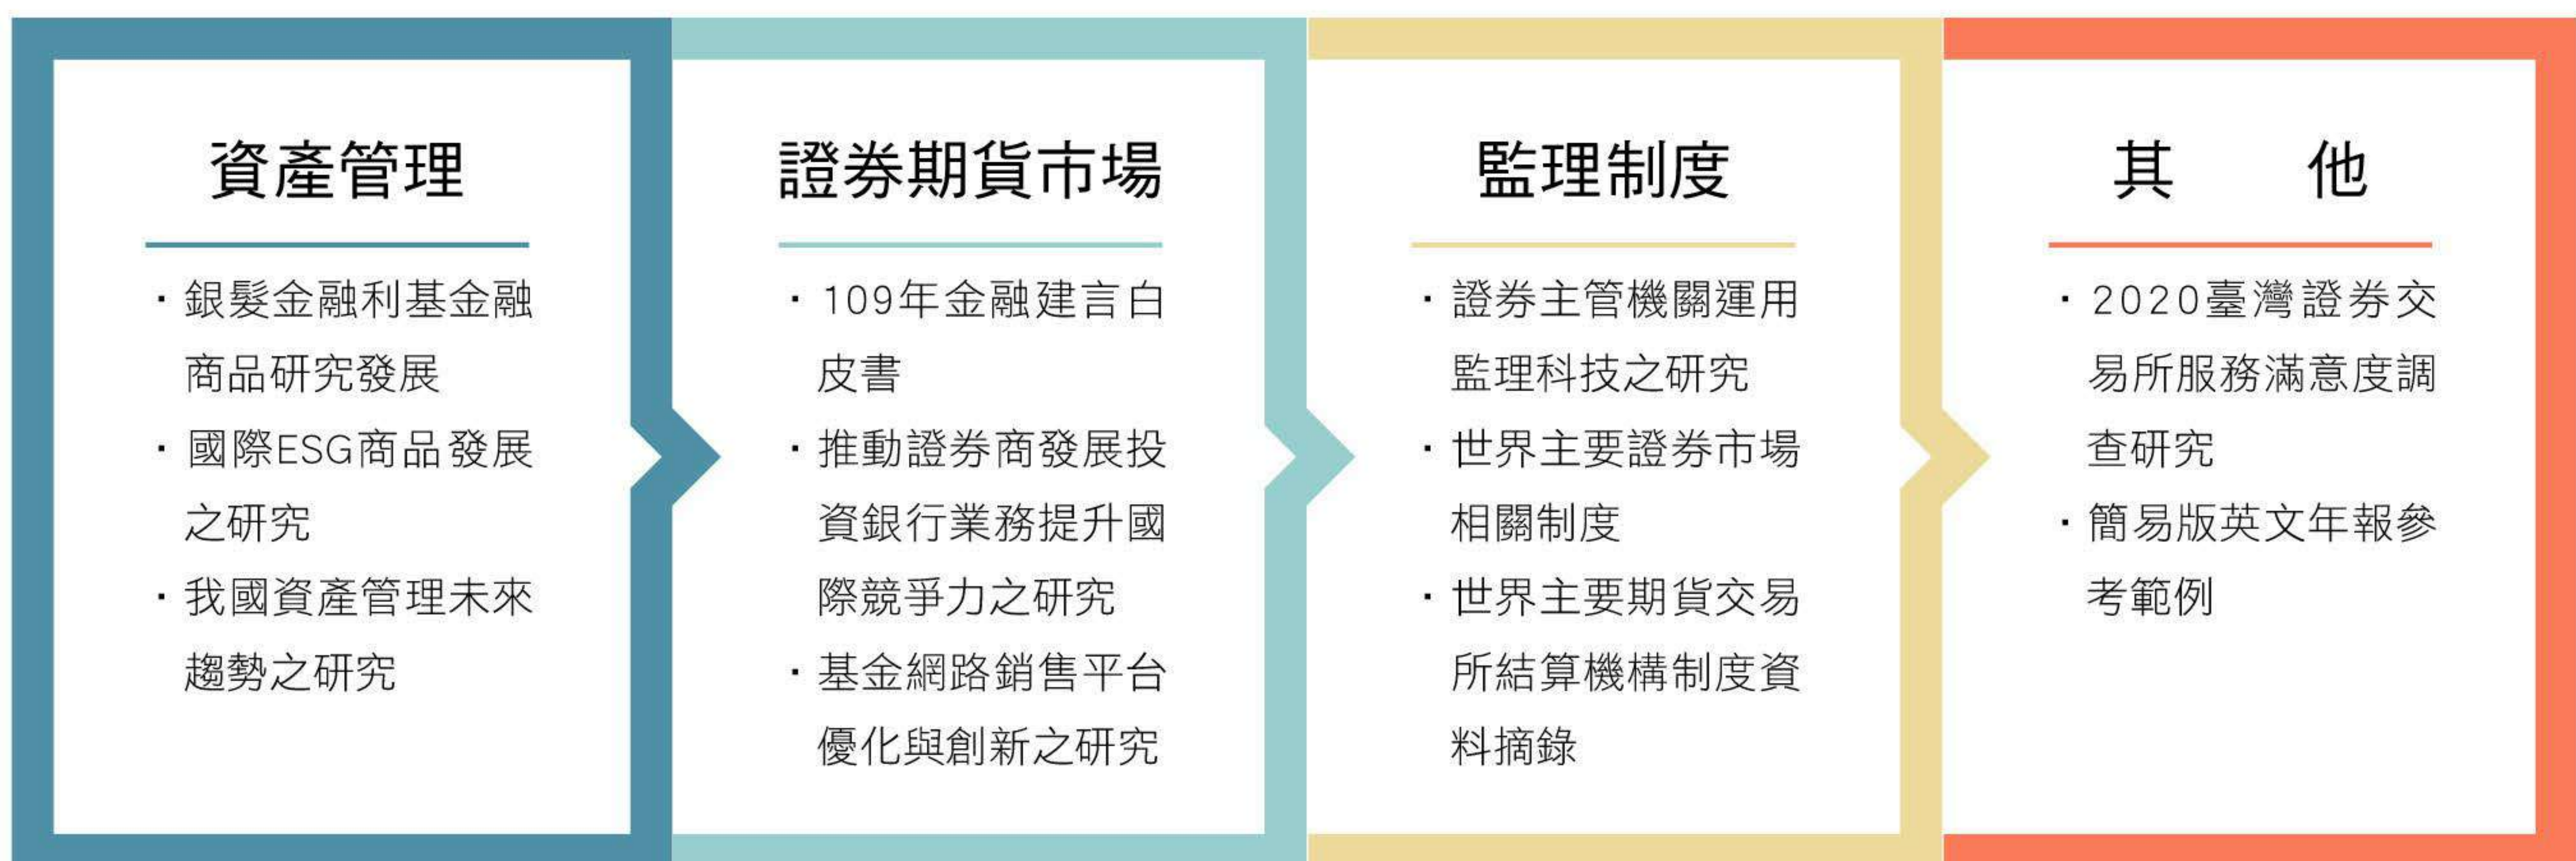 資產管理
・銀髮金融利基金融
商品研究發展
・國際ESG商品發展
之研究
・我國資產管理未來
趨勢之研究
證券期貨市場
・109年金融建言白
皮書
・推動證券商發展投
資銀行業務提升國
際競爭力之研究
・基金網路銷售平台
優化與創新之研究
監理制度
・證券主管機關運用
監理科技之研究
・世界主要證券市場
相關制度
・世界主要期貨交易
所結算機構制度資
料摘錄
其他
・2020臺灣證券交
易所服務滿意度調
查研究
・簡易版英文年報參
考範例